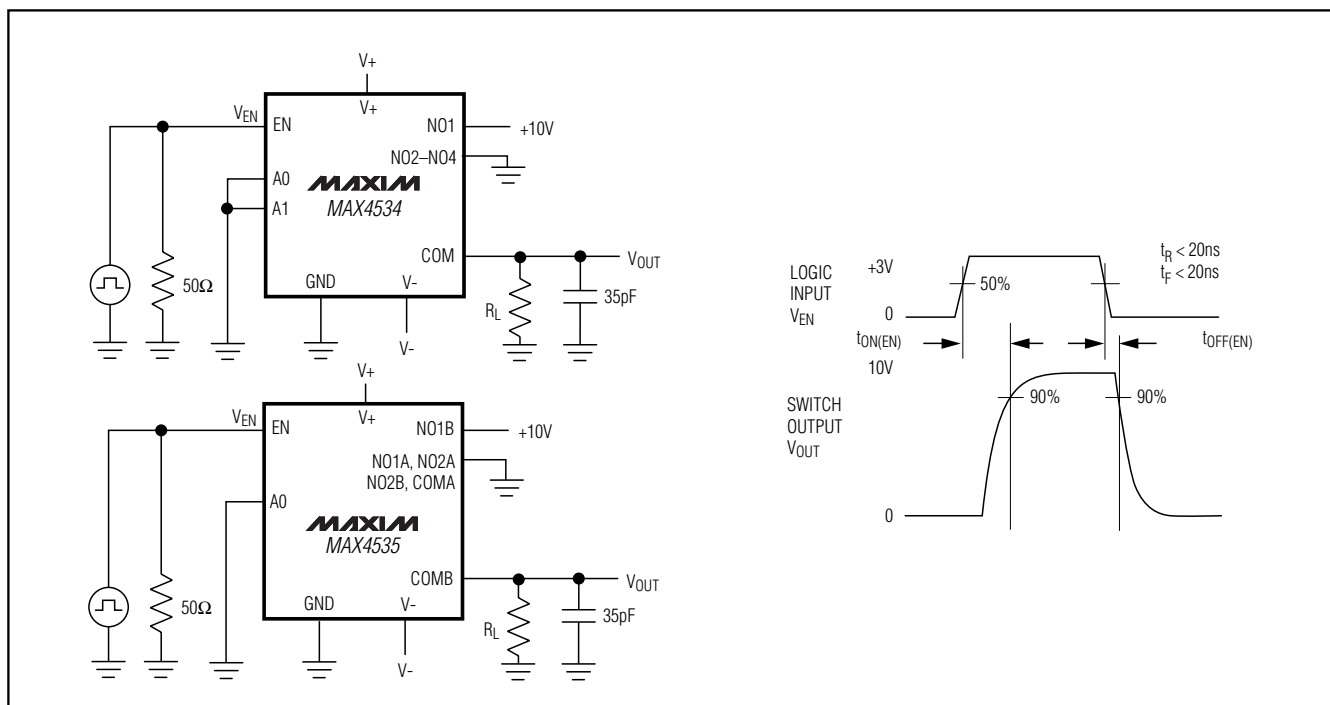 V+
V+
VEN
EN
NO1
+10V
NO2–NO4
A0
A1
MAXIM
MAX4534
COM
VOUT
GND
V-
50Ω
RL
35pF
V-
V+
V+
VEN
EN
NO1B
+10V
NO1A, NO2A
NO2B, COMA
A0
MAXIM
MAX4535
COMB
VOUT
GND
V-
50Ω
RL
35pF
V-
LOGIC
INPUT
VEN
+3V
50%
0
tR < 20ns
tF < 20ns
tON(EN)
tOFF(EN)
10V
SWITCH
OUTPUT
VOUT
90%
90%
0